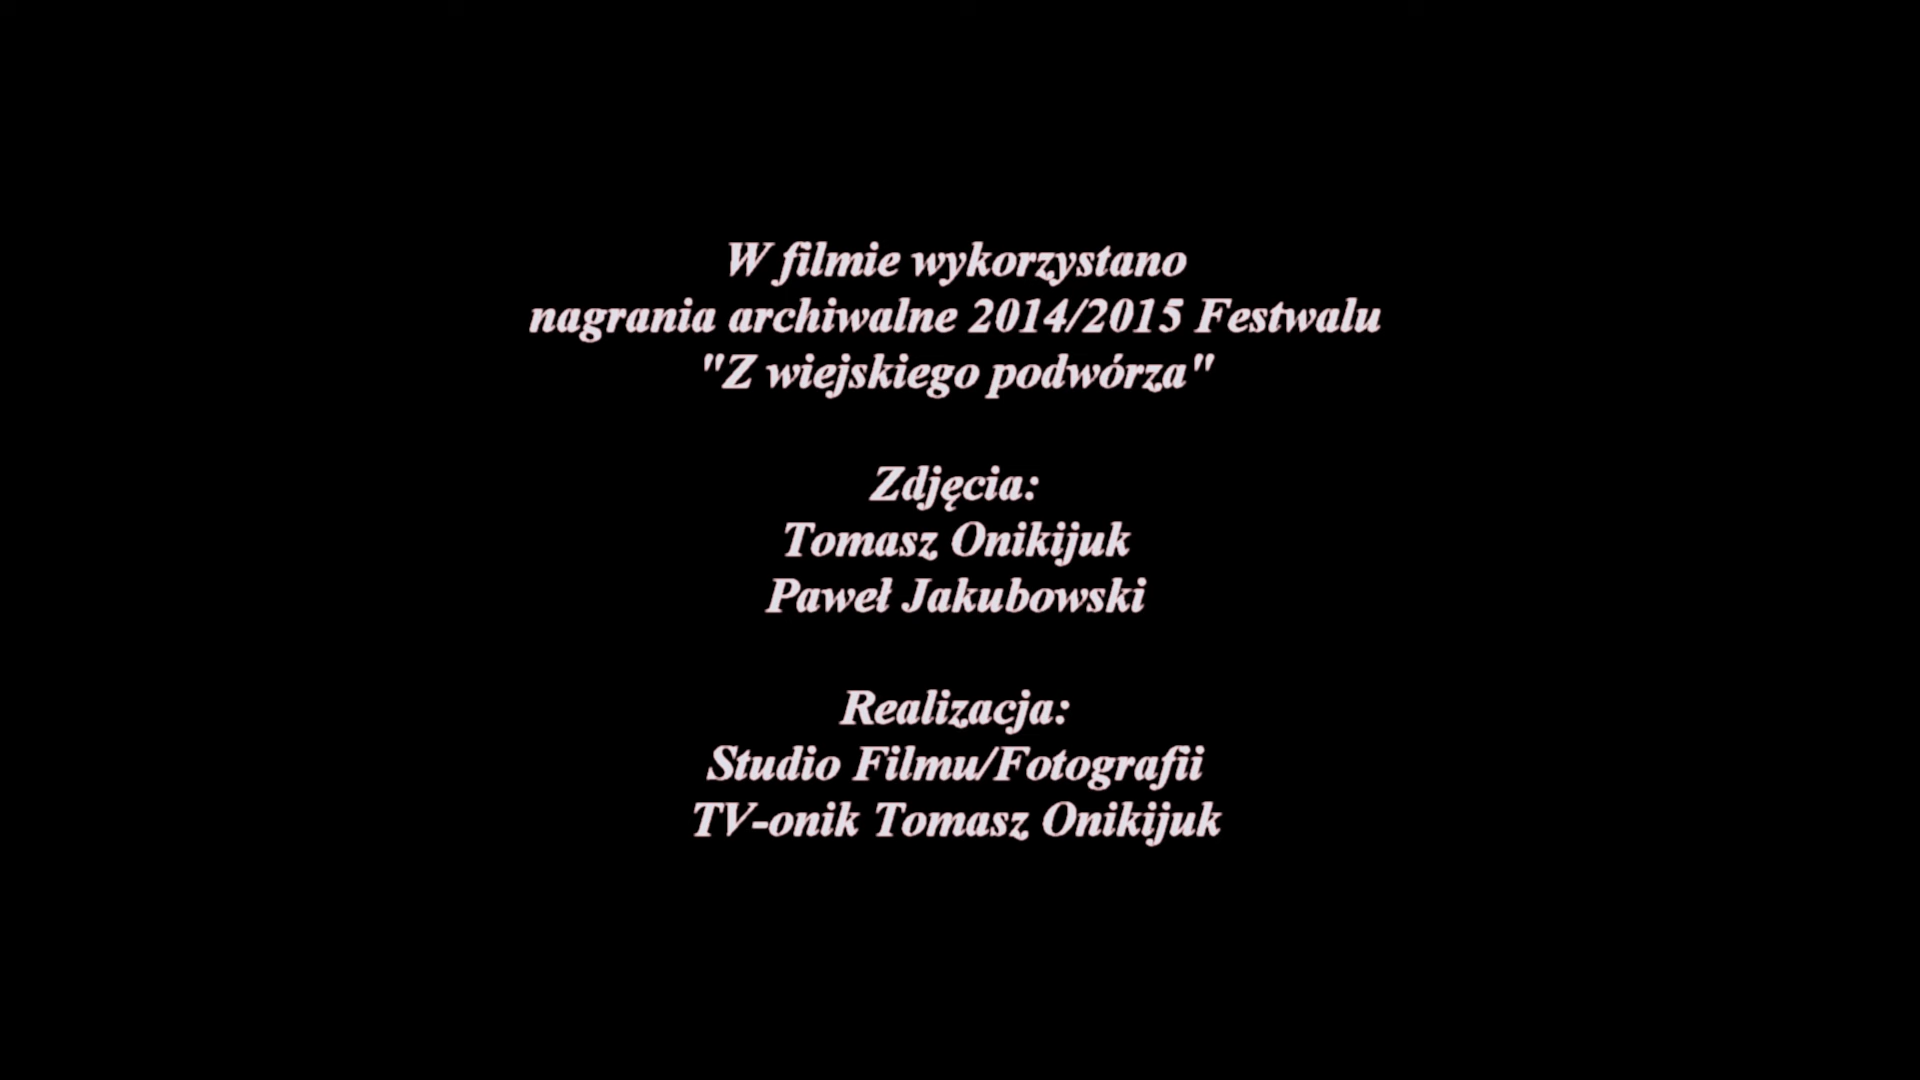 W filmie wykorzystano
nagrania archiwalne 2014/2015 Festwalu
"Z wiejskiego podwórza"
Zdjęcia:
Tomasz Onikijuk
Paweł Jakubowski
Realizacja:
Studio Filmu/Fotografii
TV-onik Tomasz Onikijuk